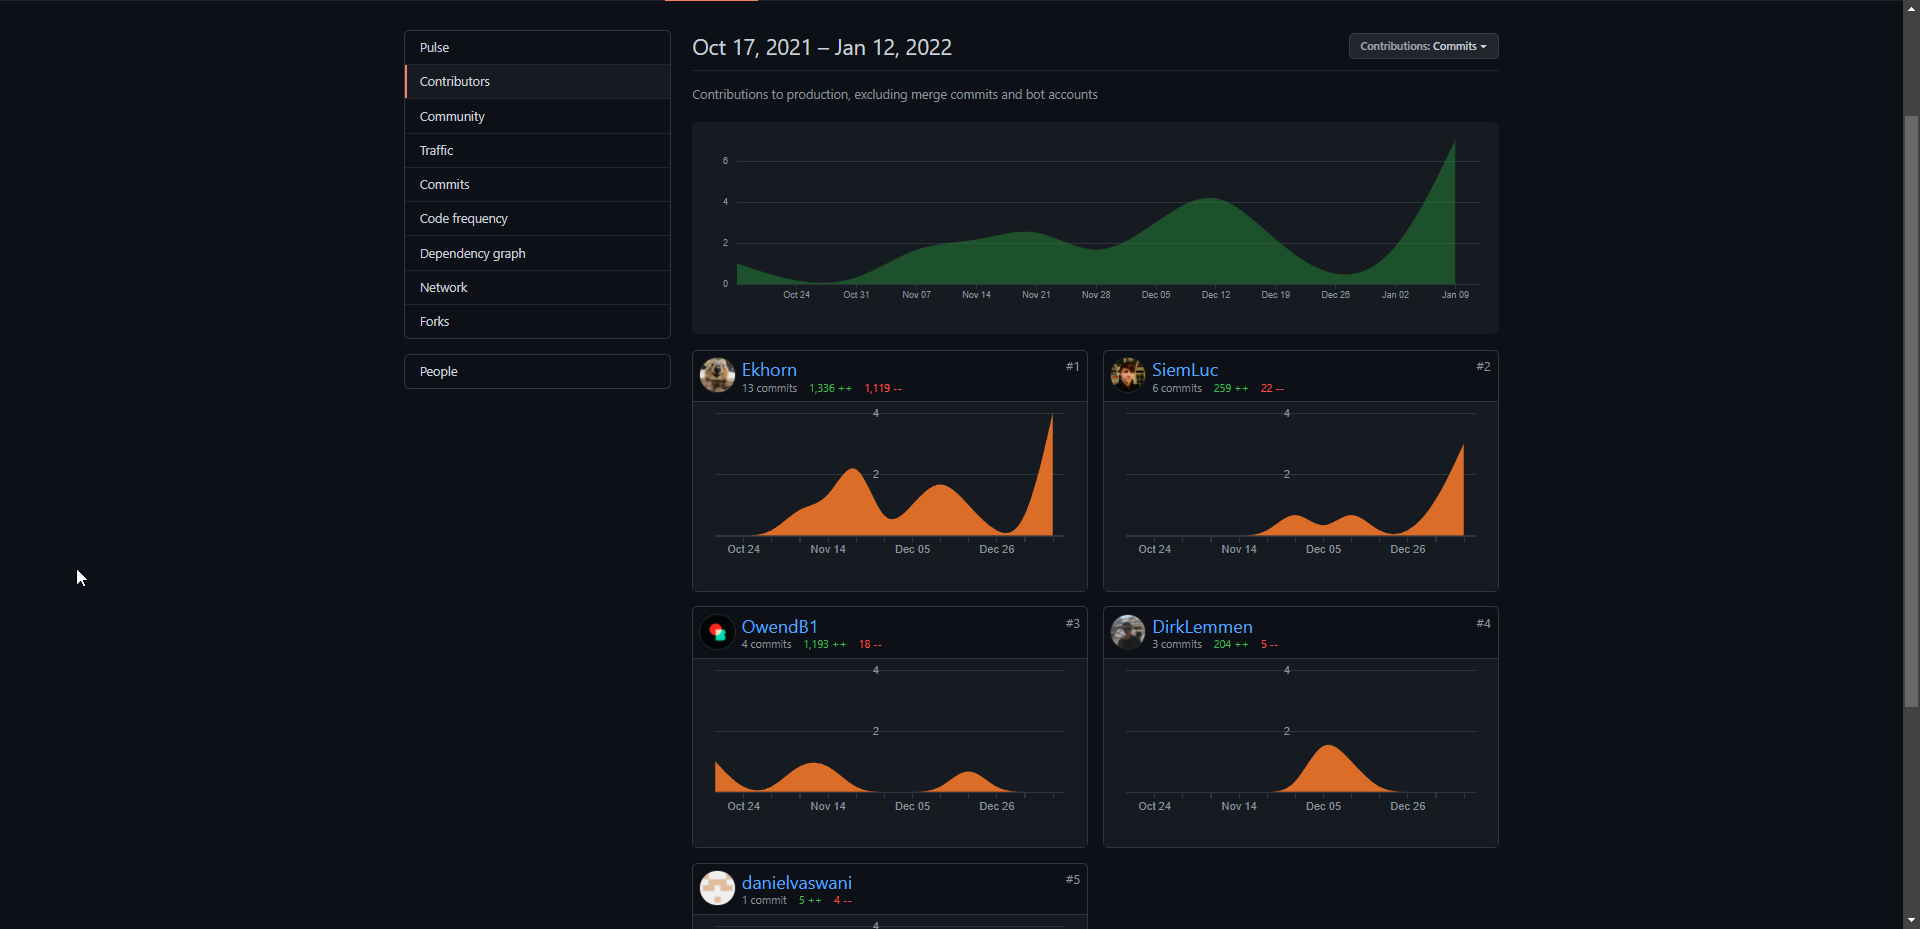 Pulse
Contributors
Community
Traffic
Commits
Code frequency
Dependency graph
Network
Forks
People
Oct 17, 2021 – Jan 12, 2022
Contributions: Commits
Contributions to production, excluding merge commits and bot accounts
6
4
2
0
Oct 24 Oct 31 Nov 07 Nov 14 Nov 21 Nov 28 Dec 05 Dec 12 Dec 19 Dec 26 Jan 02 Jan 09
Ekhorn #1
13 commits 1,336 ++ 1,119 --
4
2
Oct 24 Nov 14 Dec 05 Dec 26
SiemLuc #2
6 commits 259 ++ 22 --
4
2
Oct 24 Nov 14 Dec 05 Dec 26
OwendB1 #3
4 commits 1,193 ++ 18 --
4
2
Oct 24 Nov 14 Dec 05 Dec 26
DirkLemmen #4
3 commits 204 ++ 5 --
4
2
Oct 24 Nov 14 Dec 05 Dec 26
danielvaswani #5
1 commit 5 ++ 4 --
4